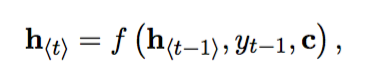 h⟨t⟩ = f (h⟨t−1⟩, yt−1, c) ,